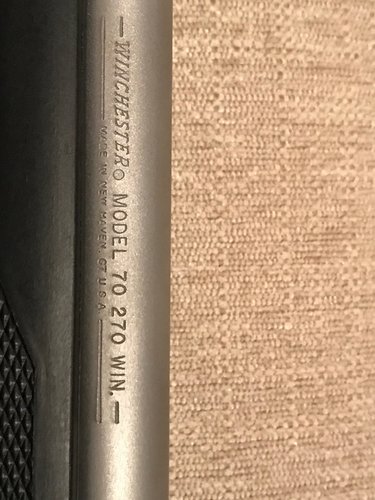 —WINCHESTER® MODEL 70 270 WIN.—
MADE IN NEW HAVEN, CT U.S.A.